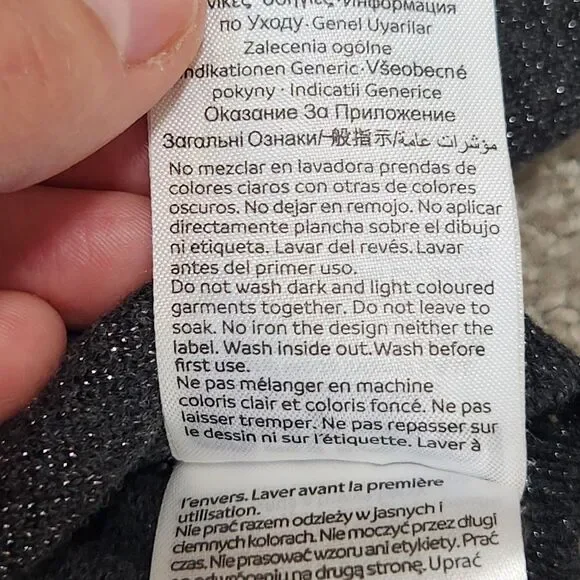 Информация
по Уходу · Genel Uyarilar
Zalecenia ogólne
Indikationen Generic · Všeobecné
pokyny · Indicatii Generice
Оказание За Приложение
Загальні Ознаки/一般指示/مؤشرات عامة
No mezclar en lavadora prendas de
colores claros con otras de colores
oscuros. No dejar en remojo. No aplicar
directamente plancha sobre el dibujo
ni etiqueta. Lavar del revés. Lavar
antes del primer uso.
Do not wash dark and light coloured
garments together. Do not leave to
soak. No iron the design neither the
label. Wash inside out. Wash before
first use.
Ne pas mélanger en machine
coloris clair et coloris foncé. Ne pas
laisser tremper. Ne pas repasser sur
le dessin ni sur l'étiquette. Laver à
l'envers. Laver avant la première
utilisation.
Nie prać razem odzieży w jasnych i
ciemnych kolorach. Nie moczyć przez długi
czas. Nie prasować wzoru ani etykiety. Prać
na drugą stronę. Uprać